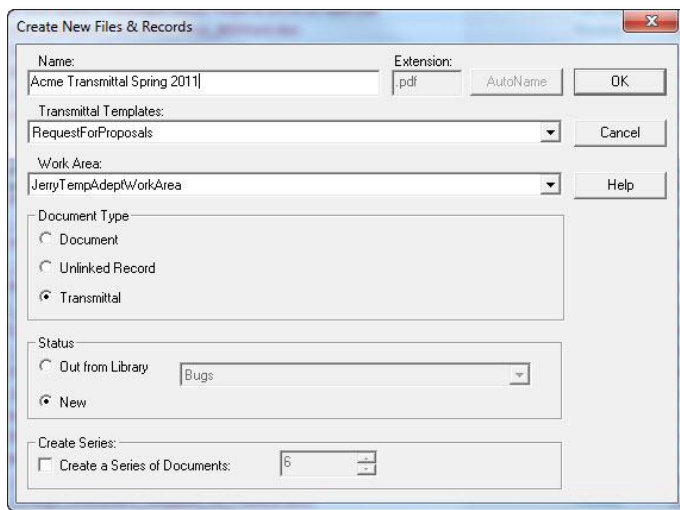 Create New Files & Records
Name:
Extension:
Acme Transmittal Spring 2011
.pdf
AutoName
OK
Transmittal Templates:
RequestForProposals
Cancel
Work Area:
JerryTempAdeptWorkArea
Help
Document Type
Document
Unlinked Record
Transmittal
Status
Out from Library
Bugs
New
Create Series:
Create a Series of Documents:
6